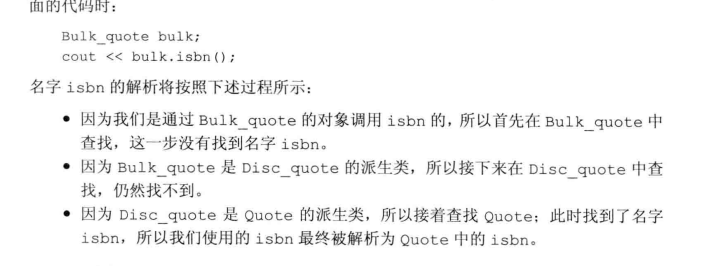 面的代码时：
Bulk_quote bulk;
cout << bulk.isbn();
名字 isbn 的解析将按照下述过程所示：
● 因为我们是通过 Bulk_quote 的对象调用 isbn 的，所以首先在 Bulk_quote 中
查找，这一步没有找到名字 isbn。
● 因为 Bulk_quote 是 Disc_quote 的派生类，所以接下来在 Disc_quote 中查
找，仍然找不到。
● 因为 Disc_quote 是 Quote 的派生类，所以接着查找 Quote；此时找到了名字
isbn，所以我们使用的 isbn 最终被解析为 Quote 中的 isbn。